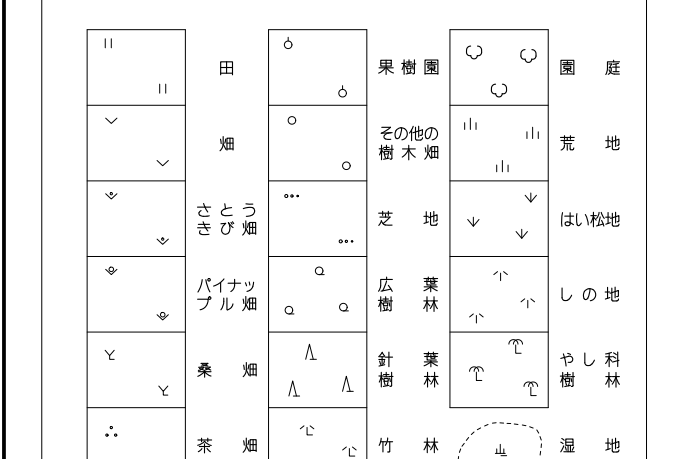 田
果樹園
園庭
畑
その他の
樹木畑
荒地
さとう
きび畑
芝地
はい松地
パイナッ
プル畑
広葉
樹林
しの地
桑畑
針葉
樹林
やし科
樹林
茶畑
竹林
湿地